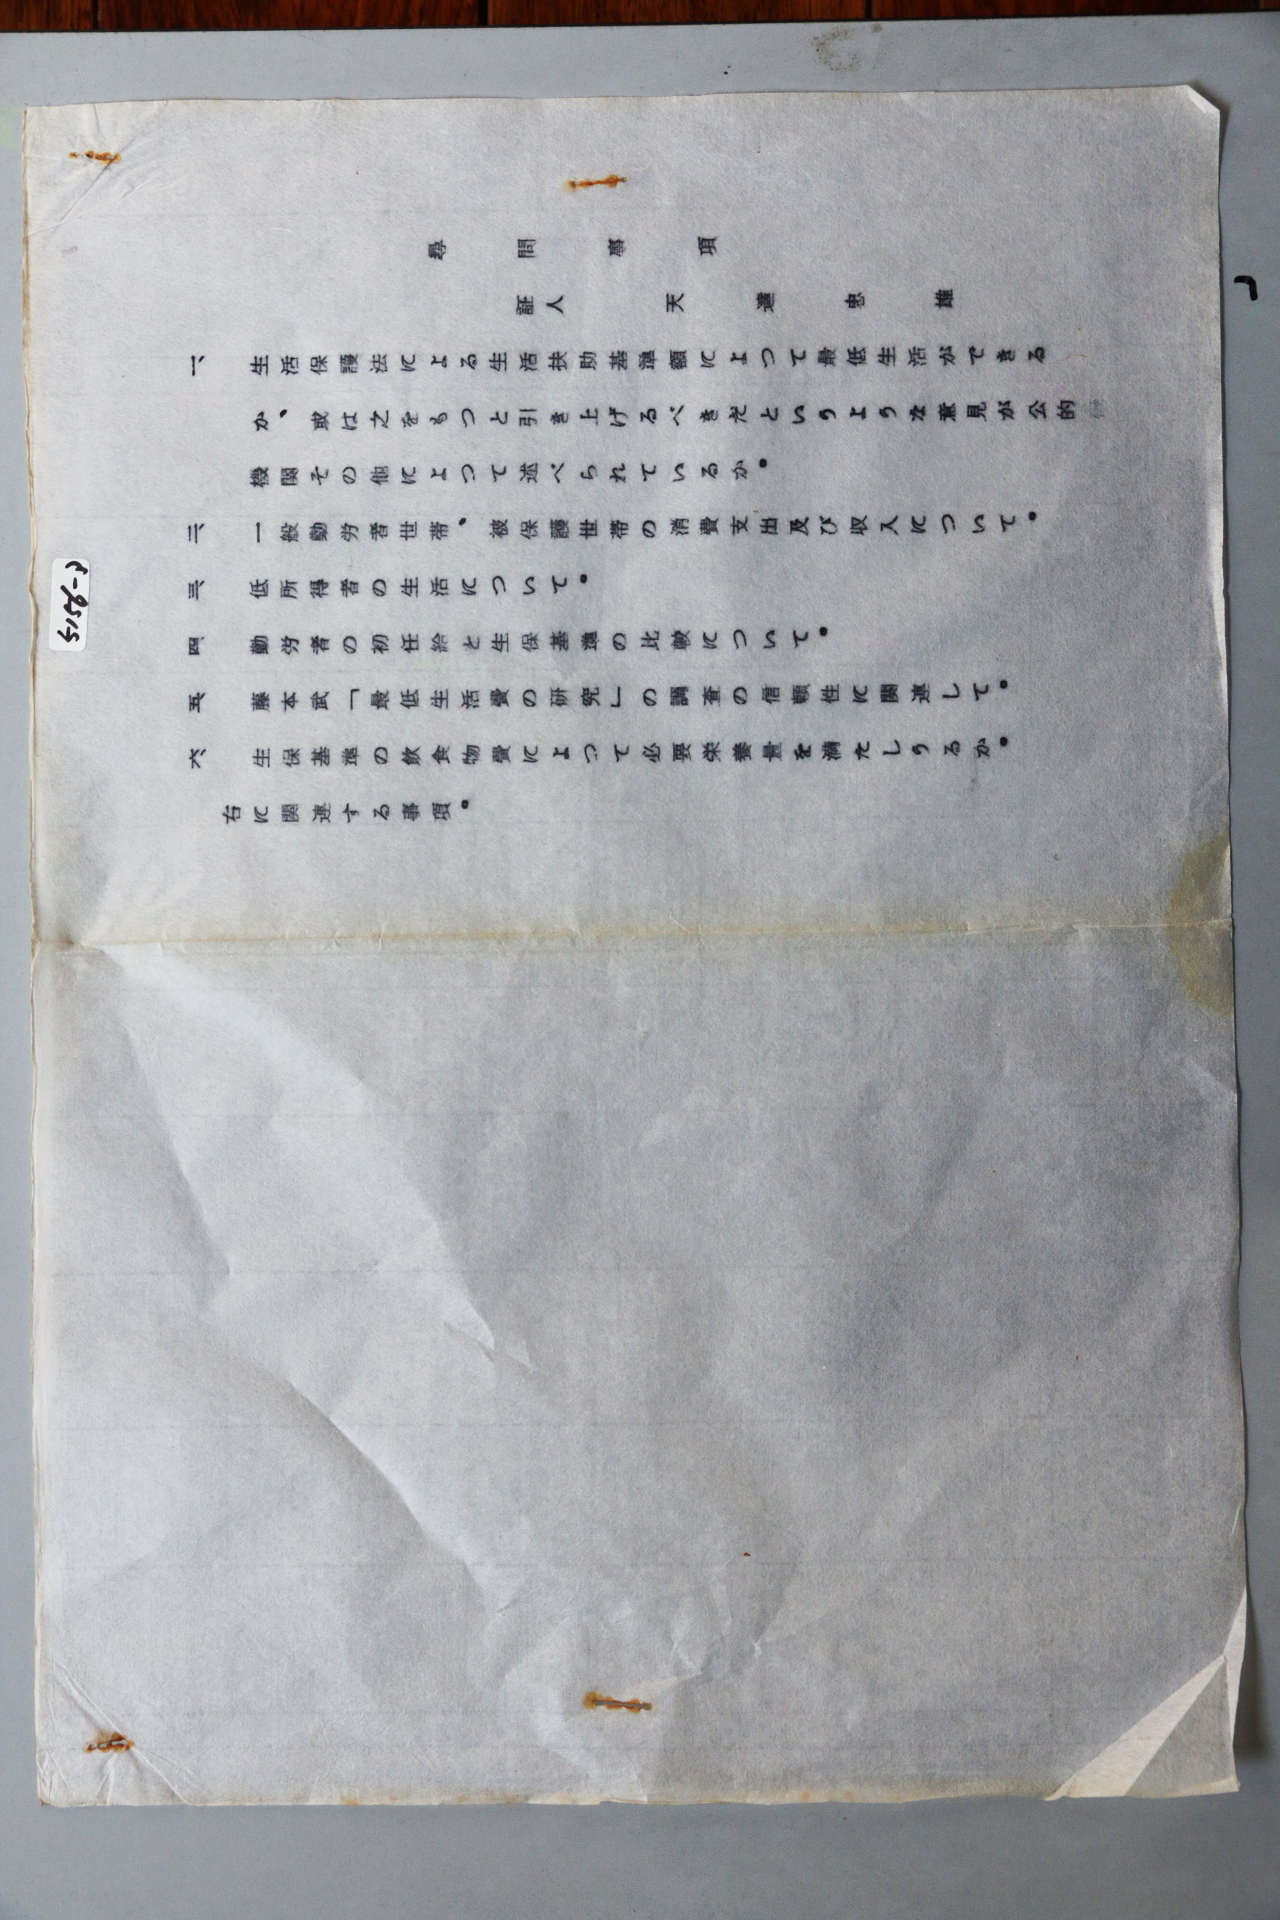 尋問事項
証人 天達忠雄
一、生活保護法による生活扶助基準額によつて最低生活ができる
か、或は之をもつと引き上げるべきだというような意見が公的
機関その他によつて述べられているか。
二、一般勤労者世帯、被保護世帯の消費支出及び収入について。
三、低所得者の生活について。
四、勤労者の初任給と生保基準の比較について。
五、藤本武「最低生活費の研究」の調査の信頼性に関連して。
六、生保基準の飲食物費によつて必要栄養量を満たしうるか。
右に関連する事項。